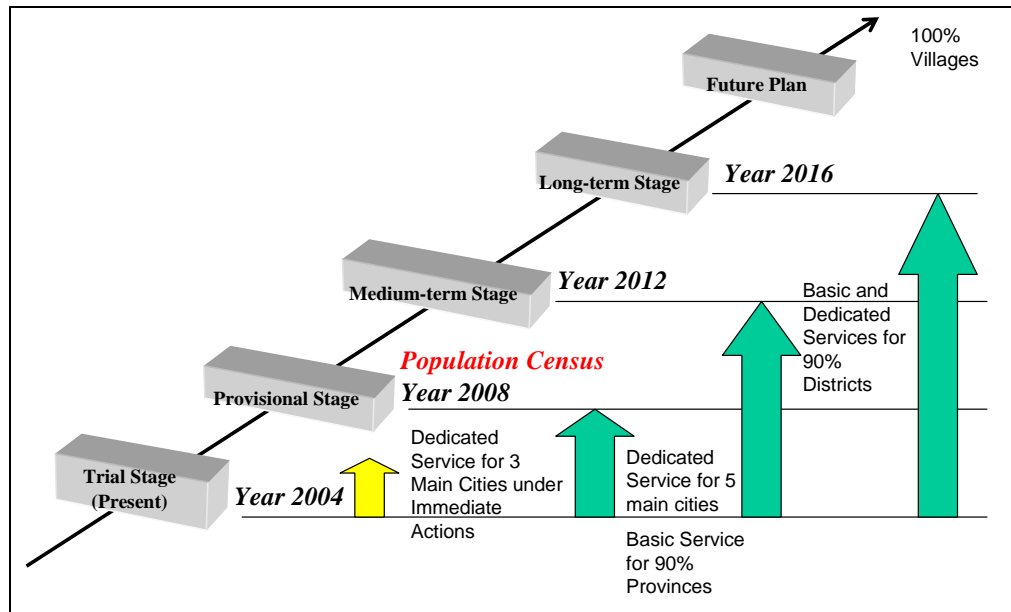 100%
Villages
Future Plan
Long-term Stage
Year 2016
Medium-term Stage
Year 2012
Basic and
Dedicated
Services for
90%
Districts
Population Census
Provisional Stage
Year 2008
Dedicated
Service for 3
Main Cities under
Immediate
Actions
Dedicated
Service for 5
main cities
Trial Stage
(Present)
Year 2004
Basic Service
for 90%
Provinces